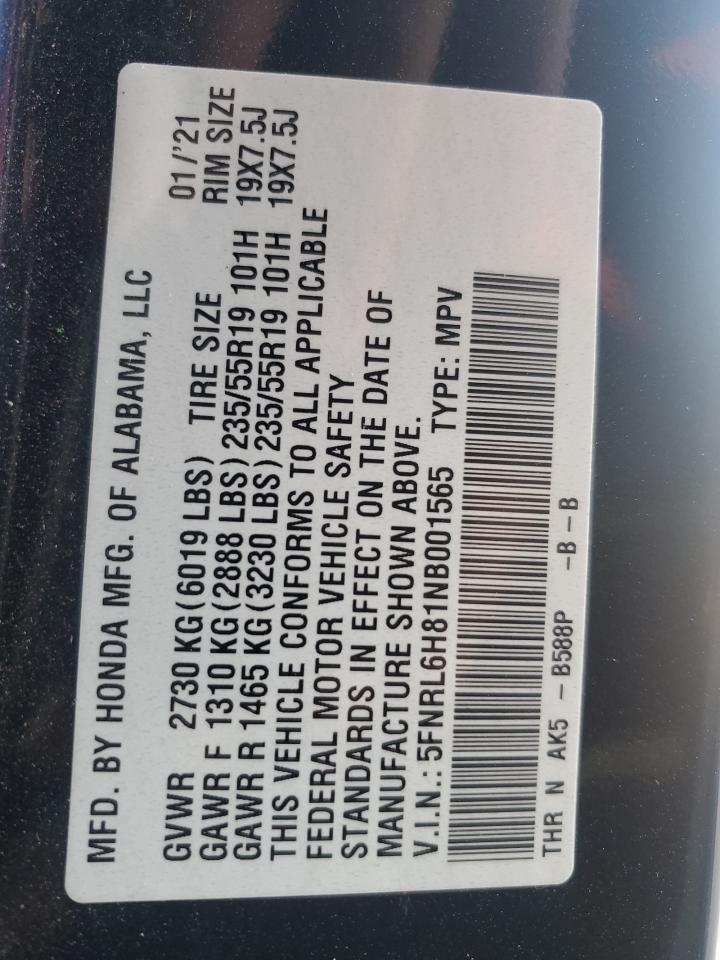 MFD. BY HONDA MFG. OF ALABAMA, LLC 01/'21
GVWR 2730 KG(6019 LBS) TIRE SIZE RIM SIZE
GAWR F 1310 KG(2888 LBS) 235/55R19 101H 19X7.5J
GAWR R 1465 KG(3230 LBS) 235/55R19 101H 19X7.5J
THIS VEHICLE CONFORMS TO ALL APPLICABLE
FEDERAL MOTOR VEHICLE SAFETY
STANDARDS IN EFFECT ON THE DATE OF
MANUFACTURE SHOWN ABOVE.
V.I.N.: 5FNRL6H81NB001565 TYPE: MPV
THR N AK5 - B588P -B-B